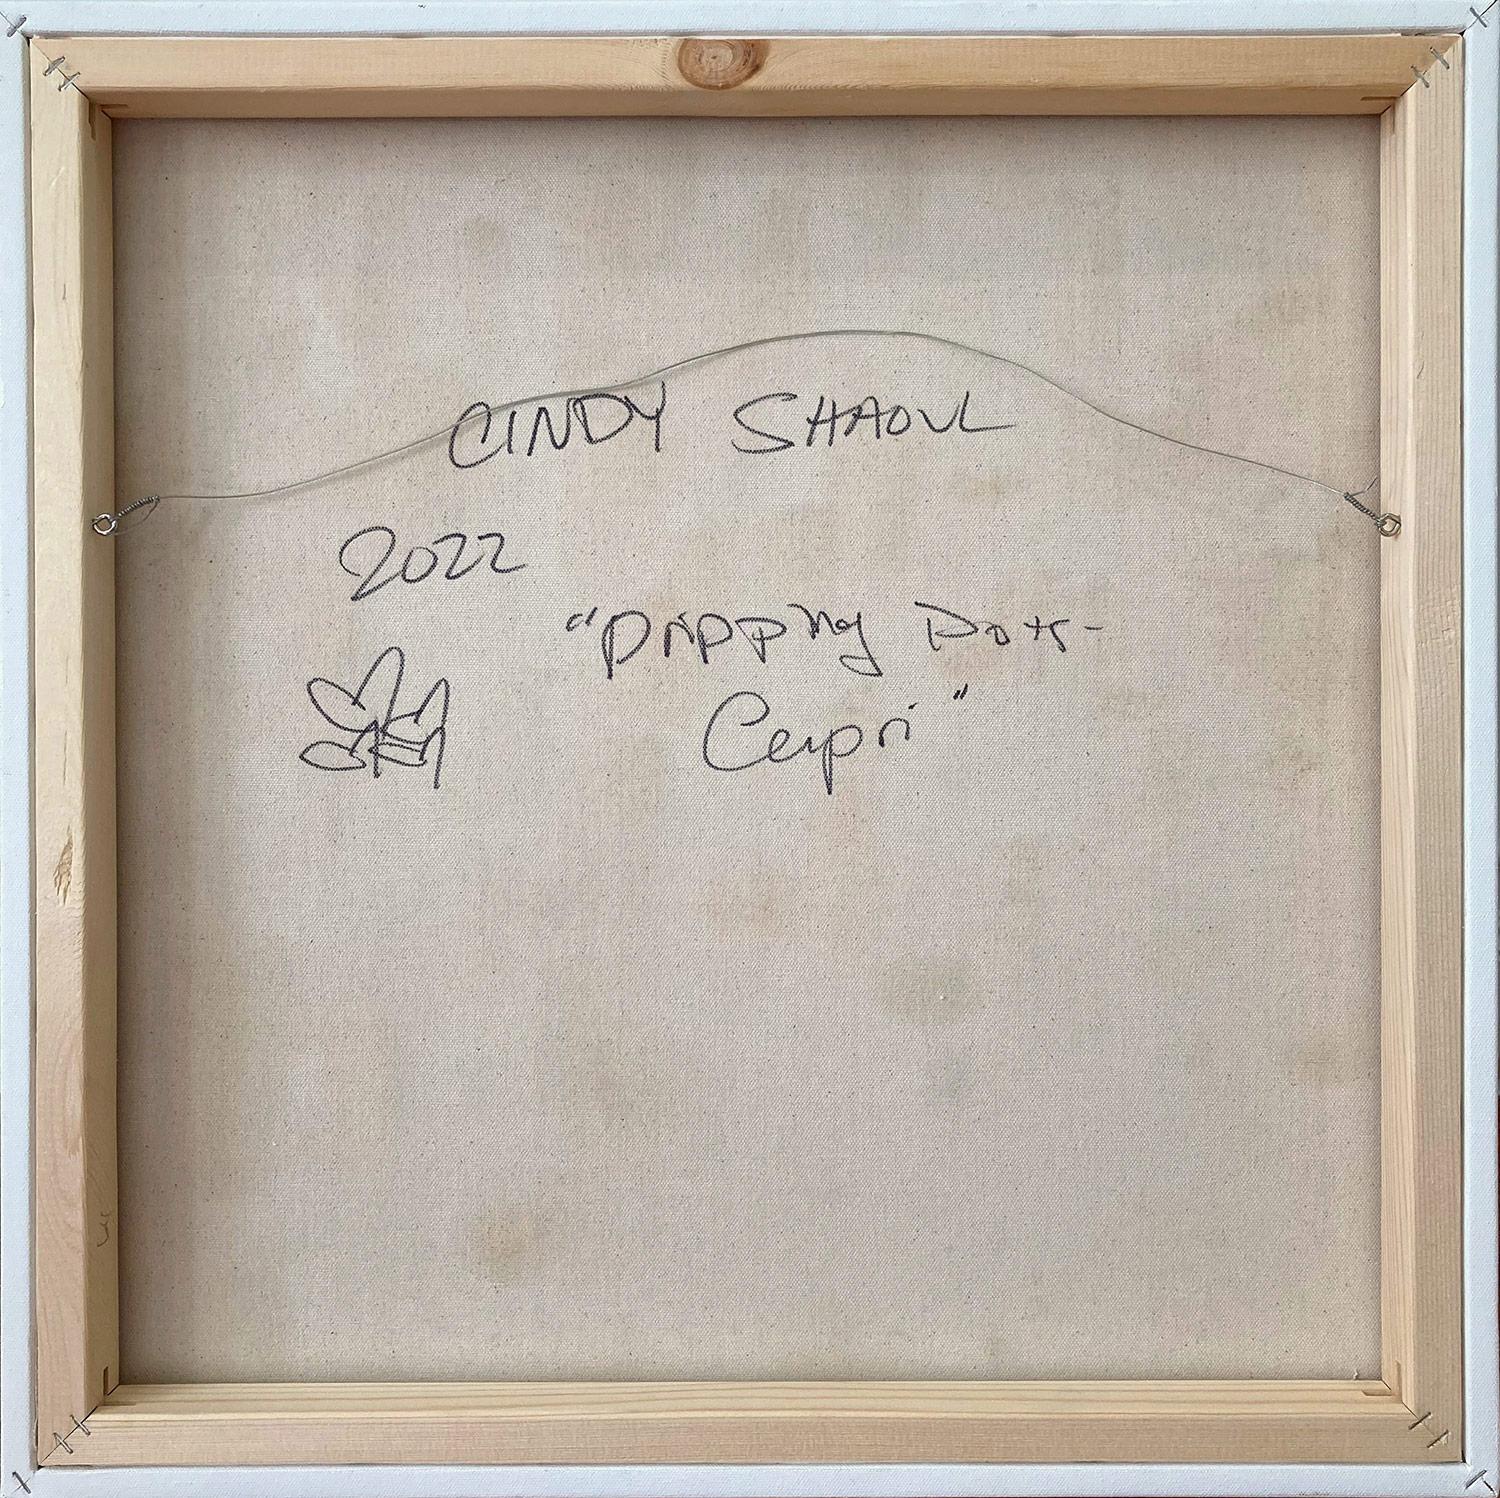 CINDY SHAOUL
2022
"Dripping Dots -
Capri"